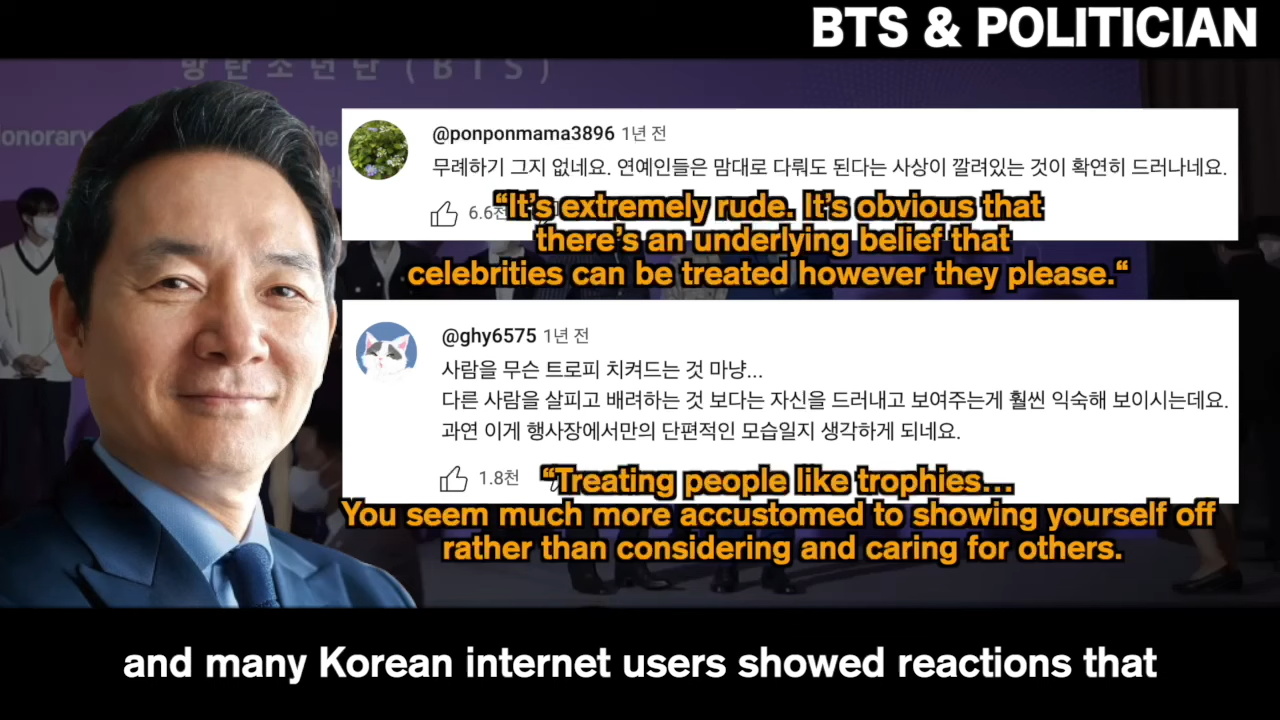 BTS & POLITICIAN
방탄소년단 (BTS)
onorary
he
@ponponmama3896 1년 전
무례하기 그지 없네요. 연예인들은 맘대로 다뤄도 된다는 사상이 깔려있는 것이 확연히 드러나네요.
6.6천
“It’s extremely rude. It’s obvious that
there’s an underlying belief that
celebrities can be treated however they please.“
@ghy6575 1년 전
사람을 무슨 트로피 치켜드는 것 마냥...
다른 사람을 살피고 배려하는 것 보다는 자신을 드러내고 보여주는게 훨씬 익숙해 보이시는데요.
과연 이게 행사장에서만의 단편적인 모습일지 생각하게 되네요.
1.8천
“Treating people like trophies...
You seem much more accustomed to showing yourself off
rather than considering and caring for others.
and many Korean internet users showed reactions that